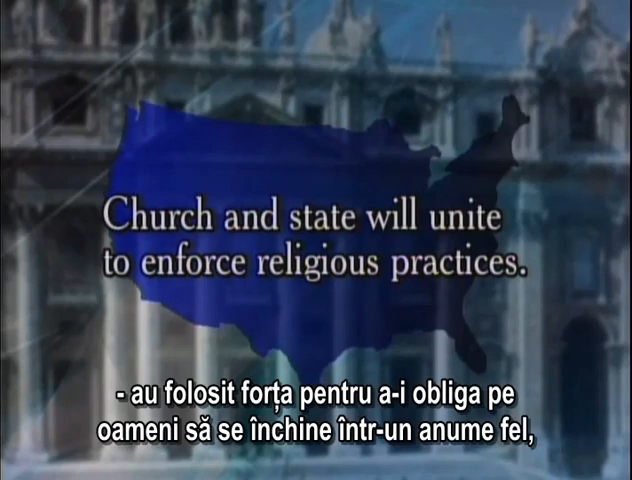 Church and state will unite
to enforce religious practices.
- au folosit forța pentru a-i obliga pe
oameni să se închine într-un anume fel,